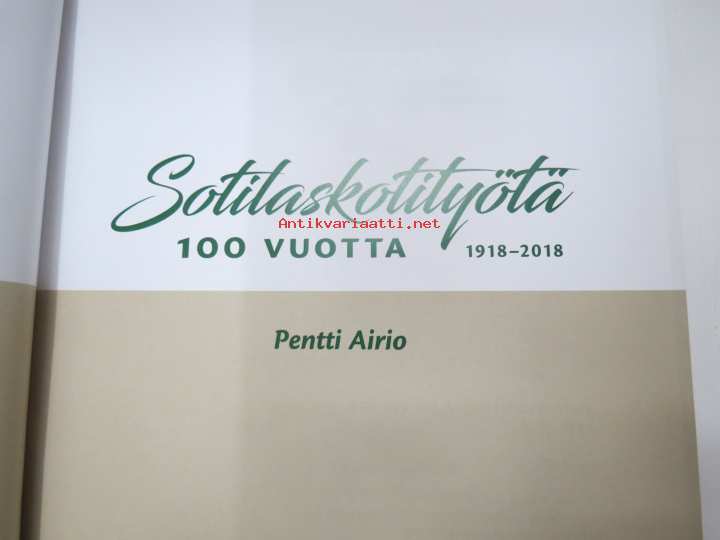 Sotilaskotityötä
Antikvariaatti.net
100 VUOTTA 1918–2018
Pentti Airio